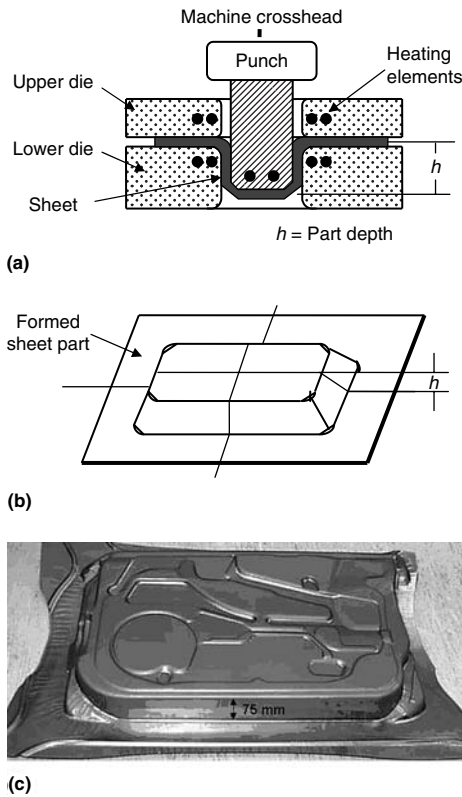 Machine crosshead
Punch
Heating
elements
Upper die
Lower die
Sheet
h
h = Part depth
(a)
Formed
sheet part
h
(b)
75 mm
(c)